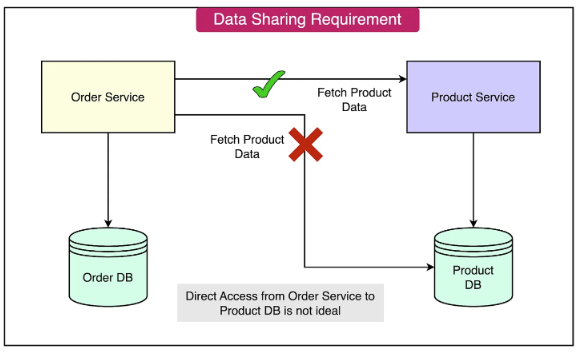 Data Sharing Requirement
Order Service
Fetch Product
Data
Product Service
Fetch Product
Data
Order DB
Product
DB
Direct Access from Order Service to
Product DB is not ideal